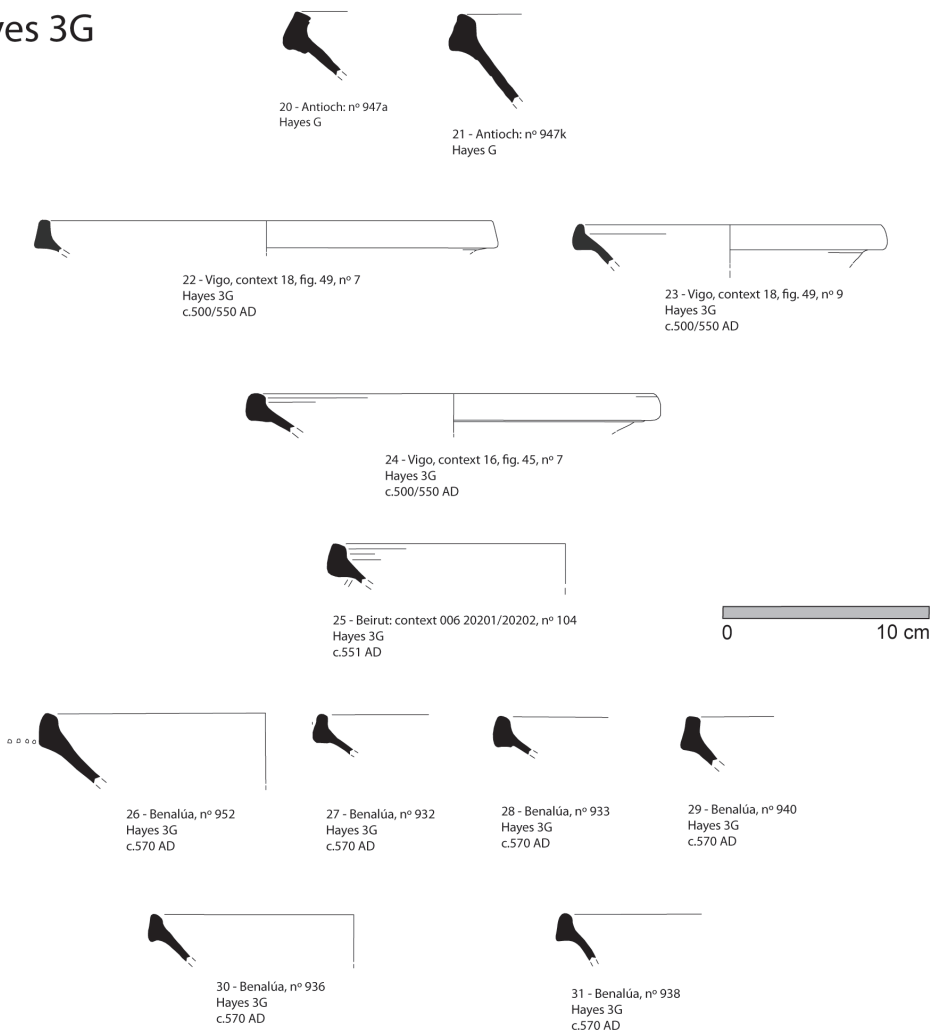 3G
20 - Antioch: nº 947a
Hayes G
21 - Antioch: nº 947k
Hayes G
22 - Vigo, context 18, fig. 49, nº 7
Hayes 3G
c.500/550 AD
23 - Vigo, context 18, fig. 49, nº 9
Hayes 3G
c.500/550 AD
24 - Vigo, context 16, fig. 45, nº 7
Hayes 3G
c.500/550 AD
25 - Beirut: context 006 20201/20202, nº 104
Hayes 3G
c.551 AD
0 10 cm
26 - Benalúa, nº 952
Hayes 3G
c.570 AD
27 - Benalúa, nº 932
Hayes 3G
c.570 AD
28 - Benalúa, nº 933
Hayes 3G
c.570 AD
29 - Benalúa, nº 940
Hayes 3G
c.570 AD
30 - Benalúa, nº 936
Hayes 3G
c.570 AD
31 - Benalúa, nº 938
Hayes 3G
c.570 AD